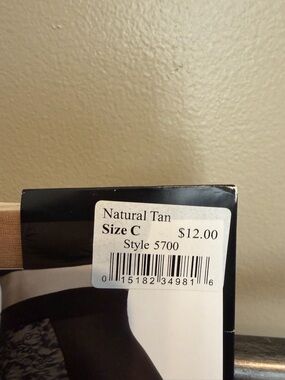 Natural Tan
Size C $12.00
Style 5700
0 15182 34981 6